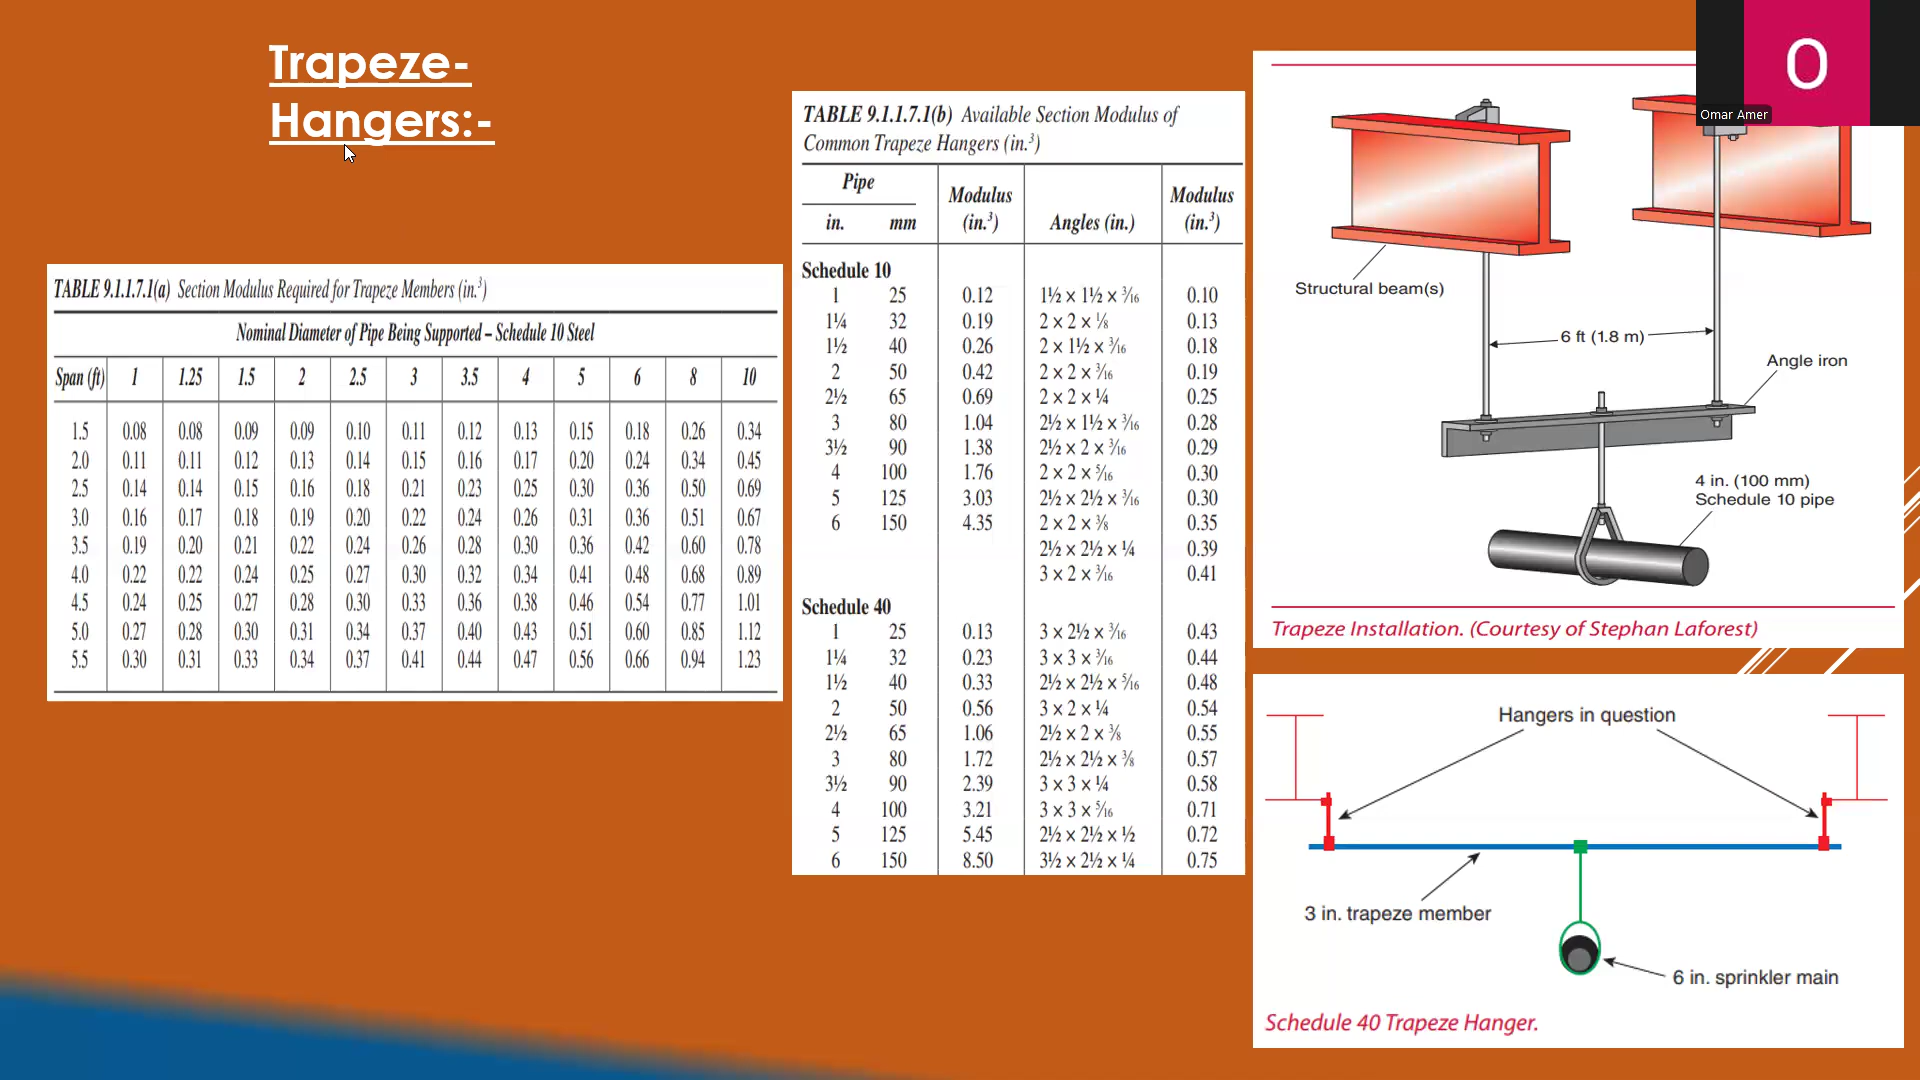 Trapeze-
Hangers:-
TABLE 9.1.1.7.1(a) Section Modulus Required for Trapeze Members (in.³)
Nominal Diameter of Pipe Being Supported – Schedule 10 Steel
Span (ft) 1 1.25 1.5 2 2.5 3 3.5 4 5 6 8 10
1.5 0.08 0.08 0.09 0.09 0.10 0.11 0.12 0.13 0.15 0.18 0.26 0.34
2.0 0.11 0.11 0.12 0.13 0.14 0.15 0.16 0.17 0.20 0.24 0.34 0.45
2.5 0.14 0.14 0.15 0.16 0.18 0.21 0.23 0.25 0.30 0.36 0.50 0.69
3.0 0.16 0.17 0.18 0.19 0.20 0.22 0.24 0.26 0.31 0.36 0.51 0.67
3.5 0.19 0.20 0.21 0.22 0.24 0.26 0.28 0.30 0.36 0.42 0.60 0.78
4.0 0.22 0.22 0.24 0.25 0.27 0.30 0.32 0.34 0.41 0.48 0.68 0.89
4.5 0.24 0.25 0.27 0.28 0.30 0.33 0.36 0.38 0.46 0.54 0.77 1.01
5.0 0.27 0.28 0.30 0.31 0.34 0.37 0.40 0.43 0.51 0.60 0.85 1.12
5.5 0.30 0.31 0.33 0.34 0.37 0.41 0.44 0.47 0.56 0.66 0.94 1.23
TABLE 9.1.1.7.1(b) Available Section Modulus of
Common Trapeze Hangers (in.³)
Pipe
Modulus Modulus
in. mm (in.³) Angles (in.) (in.³)
Schedule 10
1 25 0.12 1½ × 1½ × 3⁄16 0.10
1¼ 32 0.19 2 × 2 × ⅛ 0.13
1½ 40 0.26 2 × 1½ × 3⁄16 0.18
2 50 0.42 2 × 2 × 3⁄16 0.19
2½ 65 0.69 2 × 2 × ¼ 0.25
3 80 1.04 2½ × 1½ × 3⁄16 0.28
3½ 90 1.38 2½ × 2 × 3⁄16 0.29
4 100 1.76 2 × 2 × 5⁄16 0.30
5 125 3.03 2½ × 2½ × 3⁄16 0.30
6 150 4.35 2 × 2 × ⅜ 0.35
2½ × 2½ × ¼ 0.39
3 × 2 × 3⁄16 0.41
Schedule 40
1 25 0.13 3 × 2½ × 3⁄16 0.43
1¼ 32 0.23 3 × 3 × 3⁄16 0.44
1½ 40 0.33 2½ × 2½ × 5⁄16 0.48
2 50 0.56 3 × 2 × ¼ 0.54
2½ 65 1.06 2½ × 2 × ⅜ 0.55
3 80 1.72 2½ × 2½ × ⅜ 0.57
3½ 90 2.39 3 × 3 × ¼ 0.58
4 100 3.21 3 × 3 × 5⁄16 0.71
5 125 5.45 2½ × 2½ × ½ 0.72
6 150 8.50 3½ × 2½ × ¼ 0.75
O
Omar Amer
Structural beam(s)
6 ft (1.8 m)
Angle iron
4 in. (100 mm)
Schedule 10 pipe
Trapeze Installation. (Courtesy of Stephan Laforest)
Hangers in question
3 in. trapeze member
6 in. sprinkler main
Schedule 40 Trapeze Hanger.